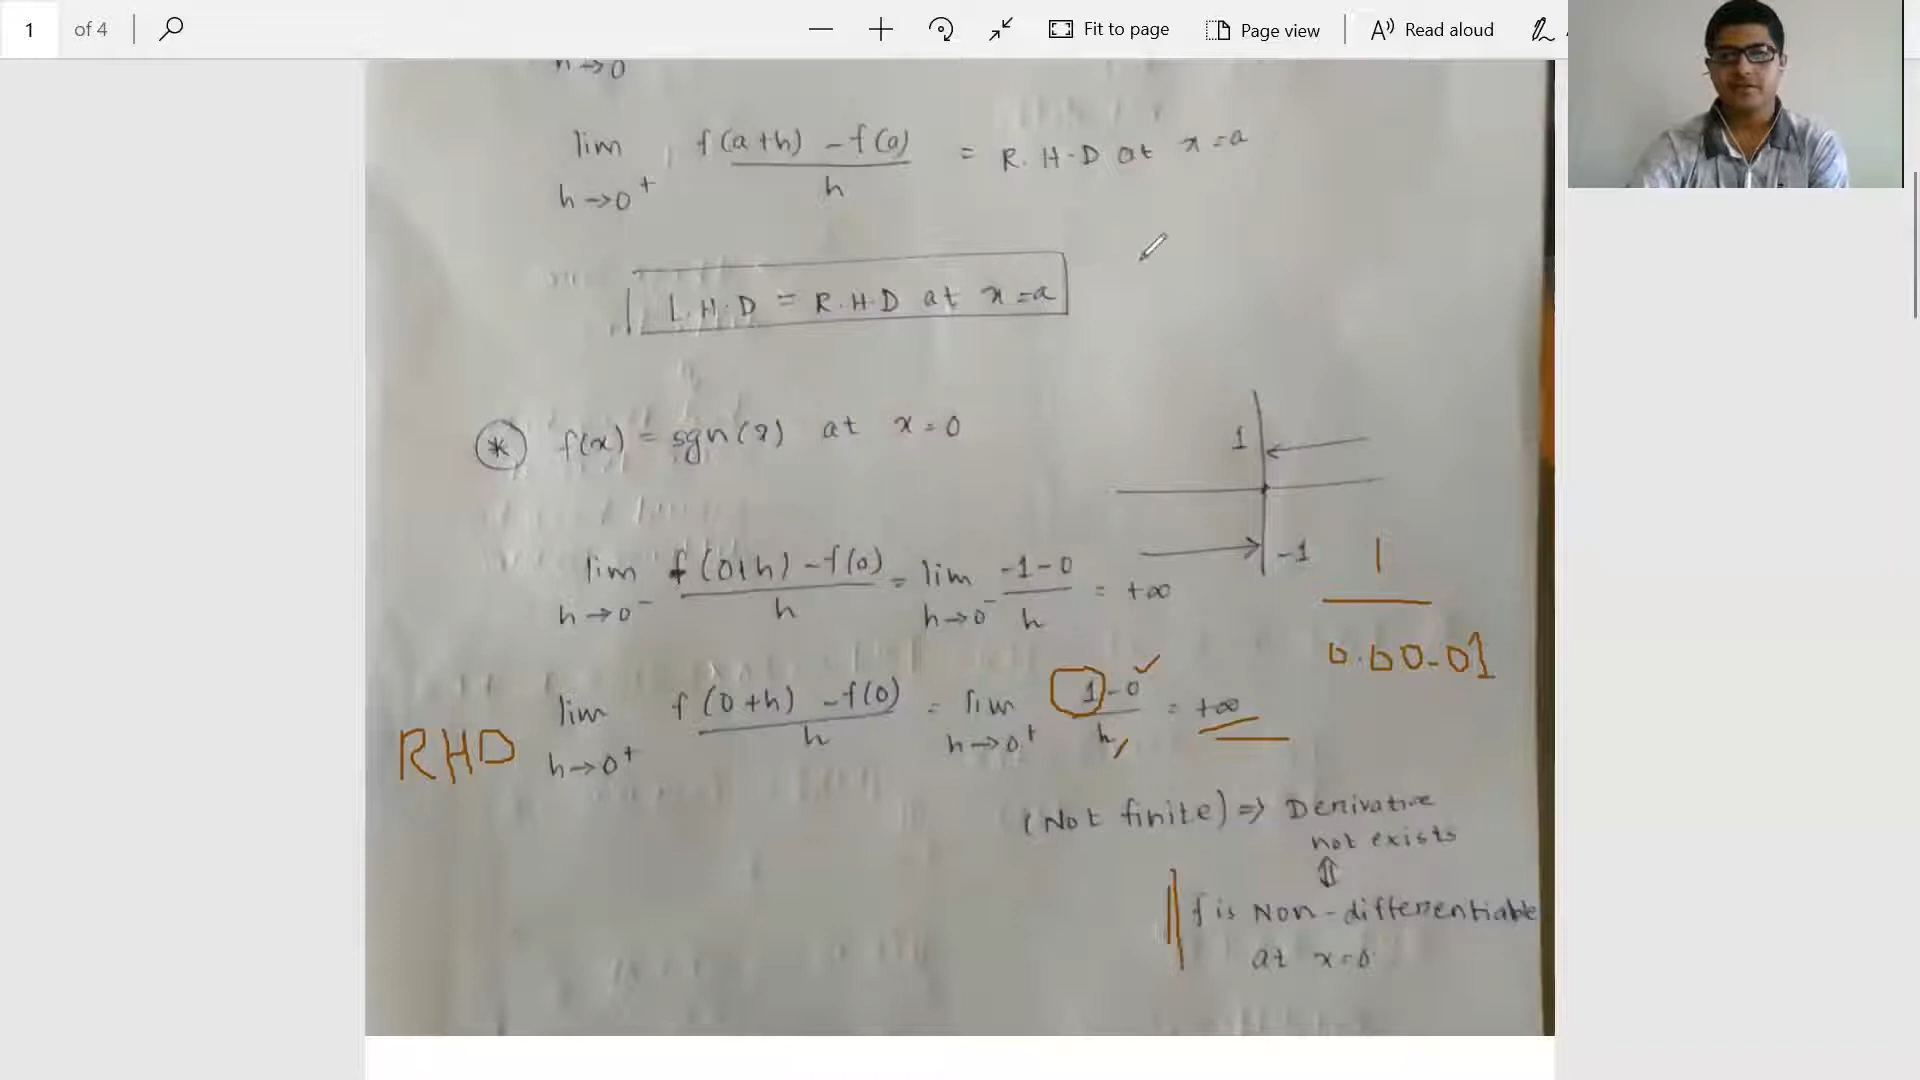 1 of 4 Fit to page Page view Read aloud
h→0
lim f(a+h) -f(a) = R.H.D at x=a
h→0+ h
L.H.D = R.H.D at x=a
* f(x) = sgn(x) at x=0
1
-1
lim f(0+h) -f(0) = lim -1-0 = +∞
h→0- h h→0- h
1
0.00-01
RHD lim f(0+h) -f(0) = lim 1-0 = +∞
h→0+ h h→0+ h
(Not finite) => Derivative
not exists
⇕
f is Non-differentiable
at x=0